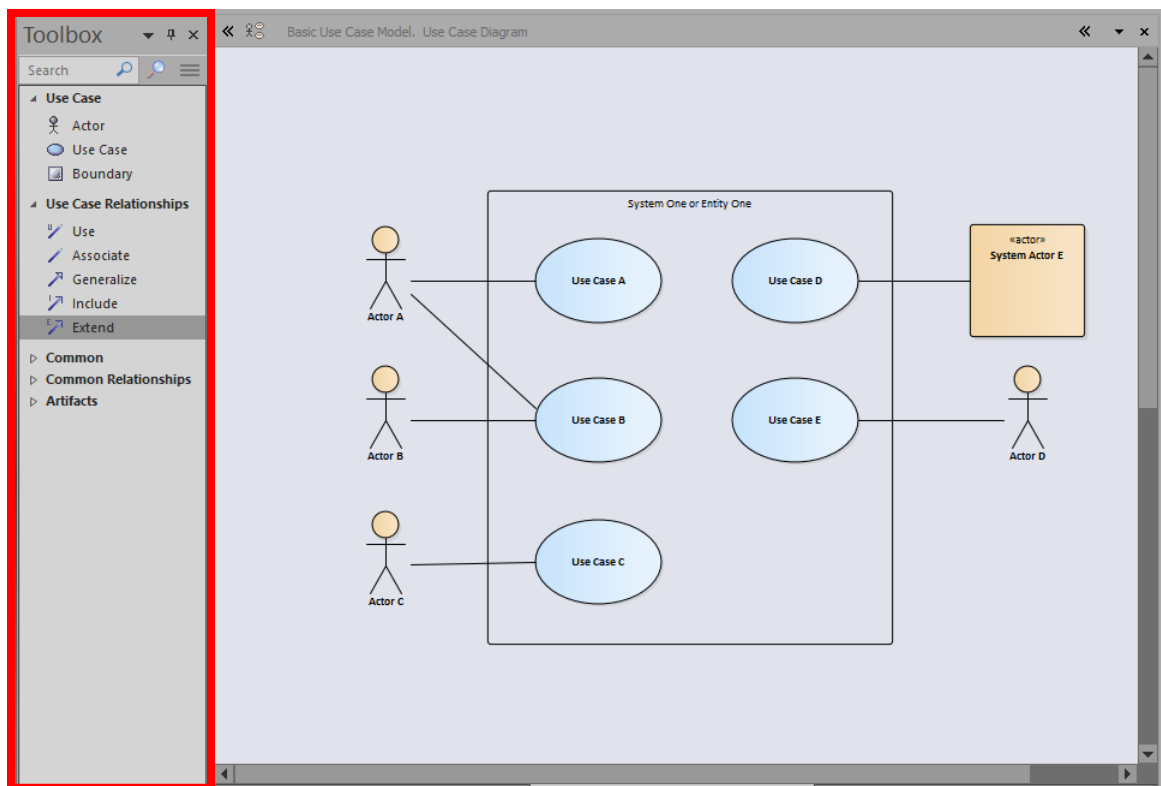 Toolbox
Basic Use Case Model.  Use Case Diagram
Search
Use Case
Actor
Use Case
Boundary
Use Case Relationships
U Use
Associate
Generalize
I Include
E Extend
Common
Common Relationships
Artifacts
System One or Entity One
Actor A
Use Case A
Use Case D
«actor»
System Actor E
Actor B
Use Case B
Use Case E
Actor D
Actor C
Use Case C